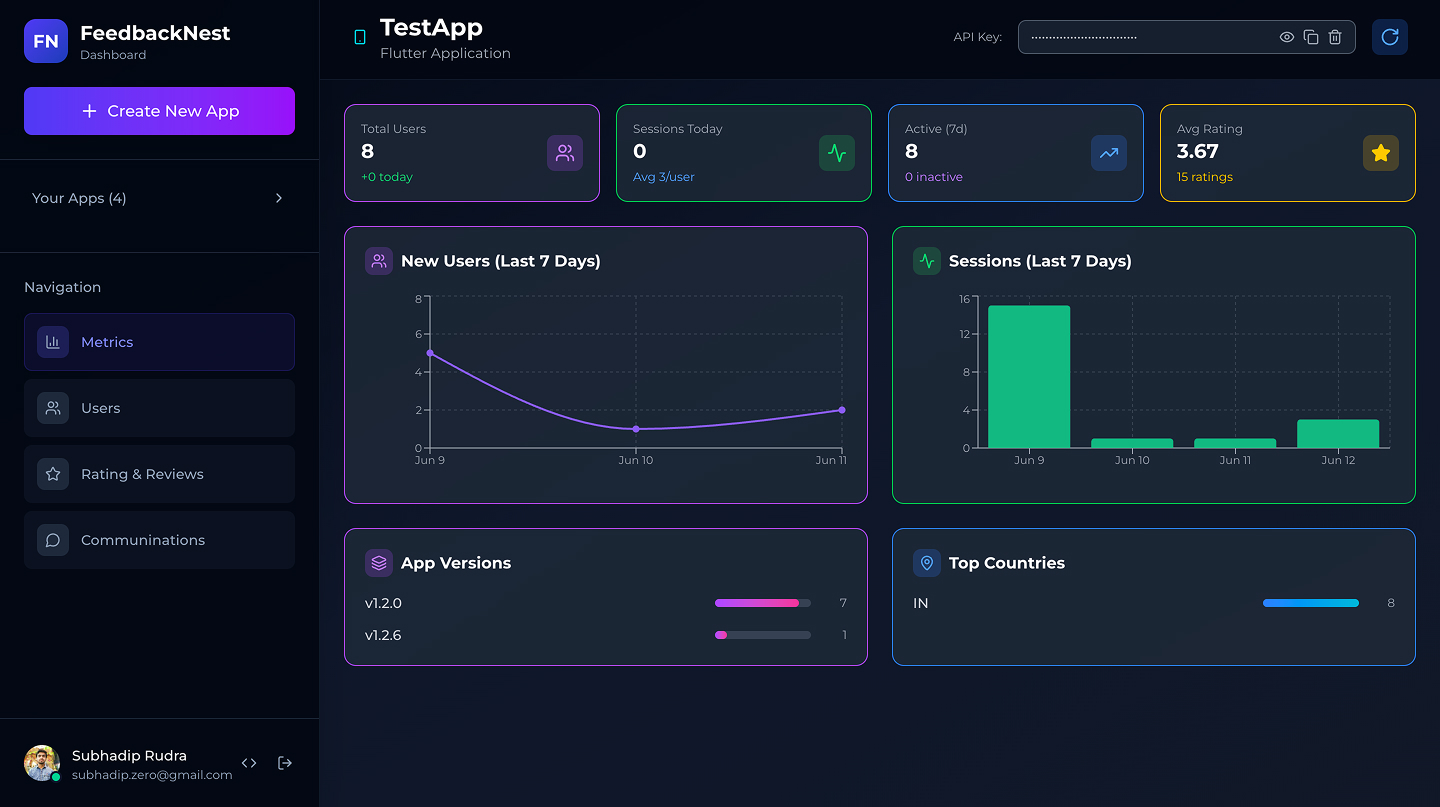 FN
FeedbackNest
Dashboard
Create New App
Your Apps (4)
Navigation
Metrics
Users
Rating & Reviews
Communinations
Subhadip Rudra
subhadip.zero@gmail.com
TestApp
Flutter Application
API Key:
Total Users
8
+0 today
Sessions Today
0
Avg 3/user
Active (7d)
8
0 inactive
Avg Rating
3.67
15 ratings
New Users (Last 7 Days)
8
6
4
2
0
Jun 9 Jun 10 Jun 11
Sessions (Last 7 Days)
16
12
8
4
0
Jun 9 Jun 10 Jun 11 Jun 12
App Versions
v1.2.0 7
v1.2.6 1
Top Countries
IN 8